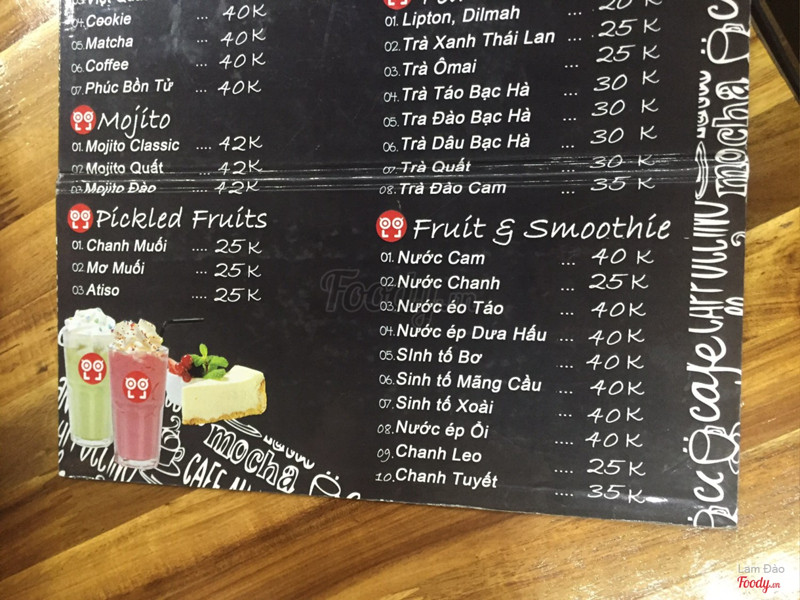 04. Cookie ... 40K
05. Matcha ... 40K
06. Coffee ... 40K
07. Phúc Bồn Tử ... 40K
Mojito
01. Mojito Classic .... 42K
02. Mojito Quất ... 42K
03. Mojito Đào ... 42K
Pickled Fruits
01. Chanh Muối .... 25K
02. Mơ Muối .... 25K
03. Atiso .... 25K
mocha
01. Lipton, Dilmah ... 25K
02. Trà Xanh Thái Lan ... 25K
03. Trà Ômai ...
04. Trà Táo Bạc Hà ... 30K
05. Tra Đào Bạc Hà ... 30K
06. Trà Dâu Bạc Hà ... 30K
07. Trà Quất ... 30K
08. Trà Đào Cam ... 35K
Fruit & Smoothie
01. Nước Cam ... 40K
02. Nước Chanh ... 25K
03. Nước éo Táo ... 40K
04. Nước ép Dưa Hấu ... 40K
05. SInh tố Bơ ... 40K
06. Sinh tố Mãng Cầu ... 40K
07. Sinh tố Xoài ... 40K
08. Nước ép Ổi ... 40K
09. Chanh Leo .... 25K
10. Chanh Tuyết .... 35K
mocha
cafe CAPPUCCINO
Foody.vn
Lam Đào
Foody.vn